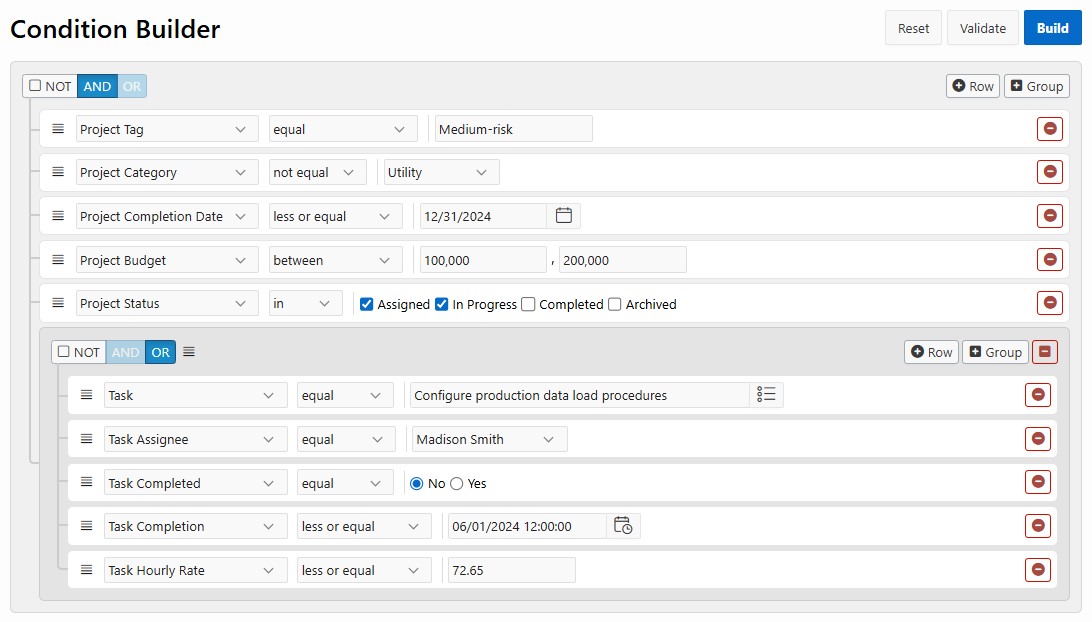 Condition Builder Reset Validate Build
NOT AND OR Row Group
Project Tag equal Medium-risk
Project Category not equal Utility
Project Completion Date less or equal 12/31/2024
Project Budget between 100,000 , 200,000
Project Status in Assigned In Progress Completed Archived
NOT AND OR Row Group
Task equal Configure production data load procedures
Task Assignee equal Madison Smith
Task Completed equal No Yes
Task Completion less or equal 06/01/2024 12:00:00
Task Hourly Rate less or equal 72.65